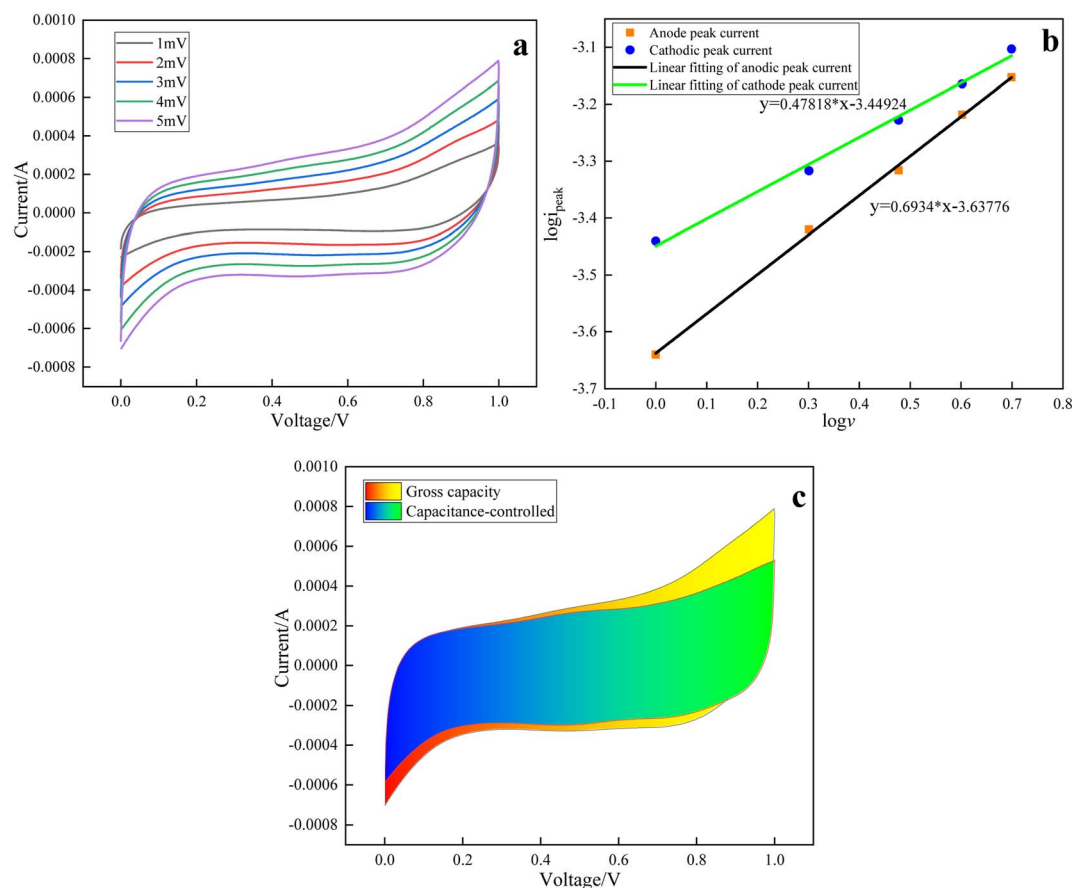 a
1mV
2mV
3mV
4mV
5mV
0.0010
0.0008
0.0006
0.0004
0.0002
0.0000
-0.0002
-0.0004
-0.0006
-0.0008
Current/A
0.0 0.2 0.4 0.6 0.8 1.0
Voltage/V
b
Anode peak current
Cathodic peak current
Linear fitting of anodic peak current
Linear fitting of cathode peak current
y=0.47818*x-3.44924
y=0.6934*x-3.63776
-3.1
-3.2
-3.3
-3.4
-3.5
-3.6
-3.7
logi_peak
-0.1 0.0 0.1 0.2 0.3 0.4 0.5 0.6 0.7 0.8
logv
c
Gross capacity
Capacitance-controlled
0.0010
0.0008
0.0006
0.0004
0.0002
0.0000
-0.0002
-0.0004
-0.0006
-0.0008
Current/A
0.0 0.2 0.4 0.6 0.8 1.0
Voltage/V